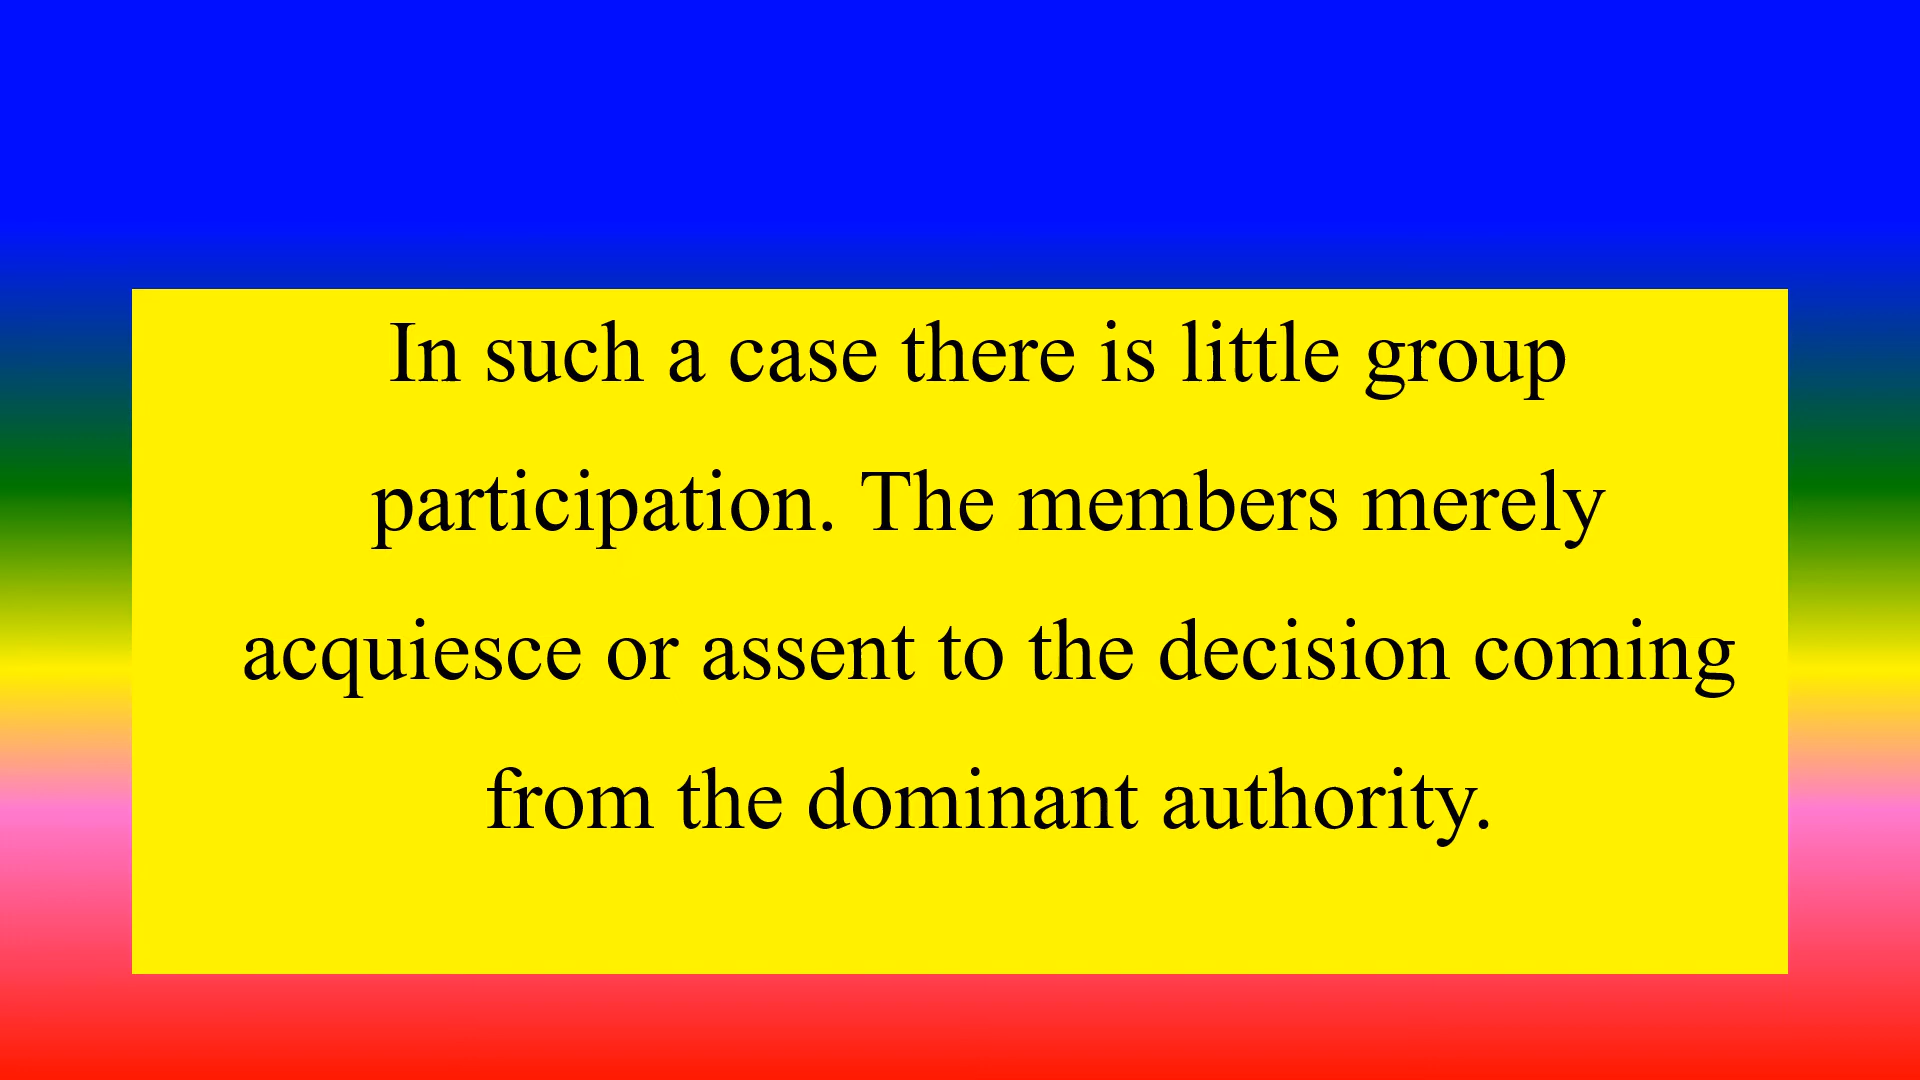 In such a case there is little group
participation. The members merely
acquiesce or assent to the decision coming
from the dominant authority.